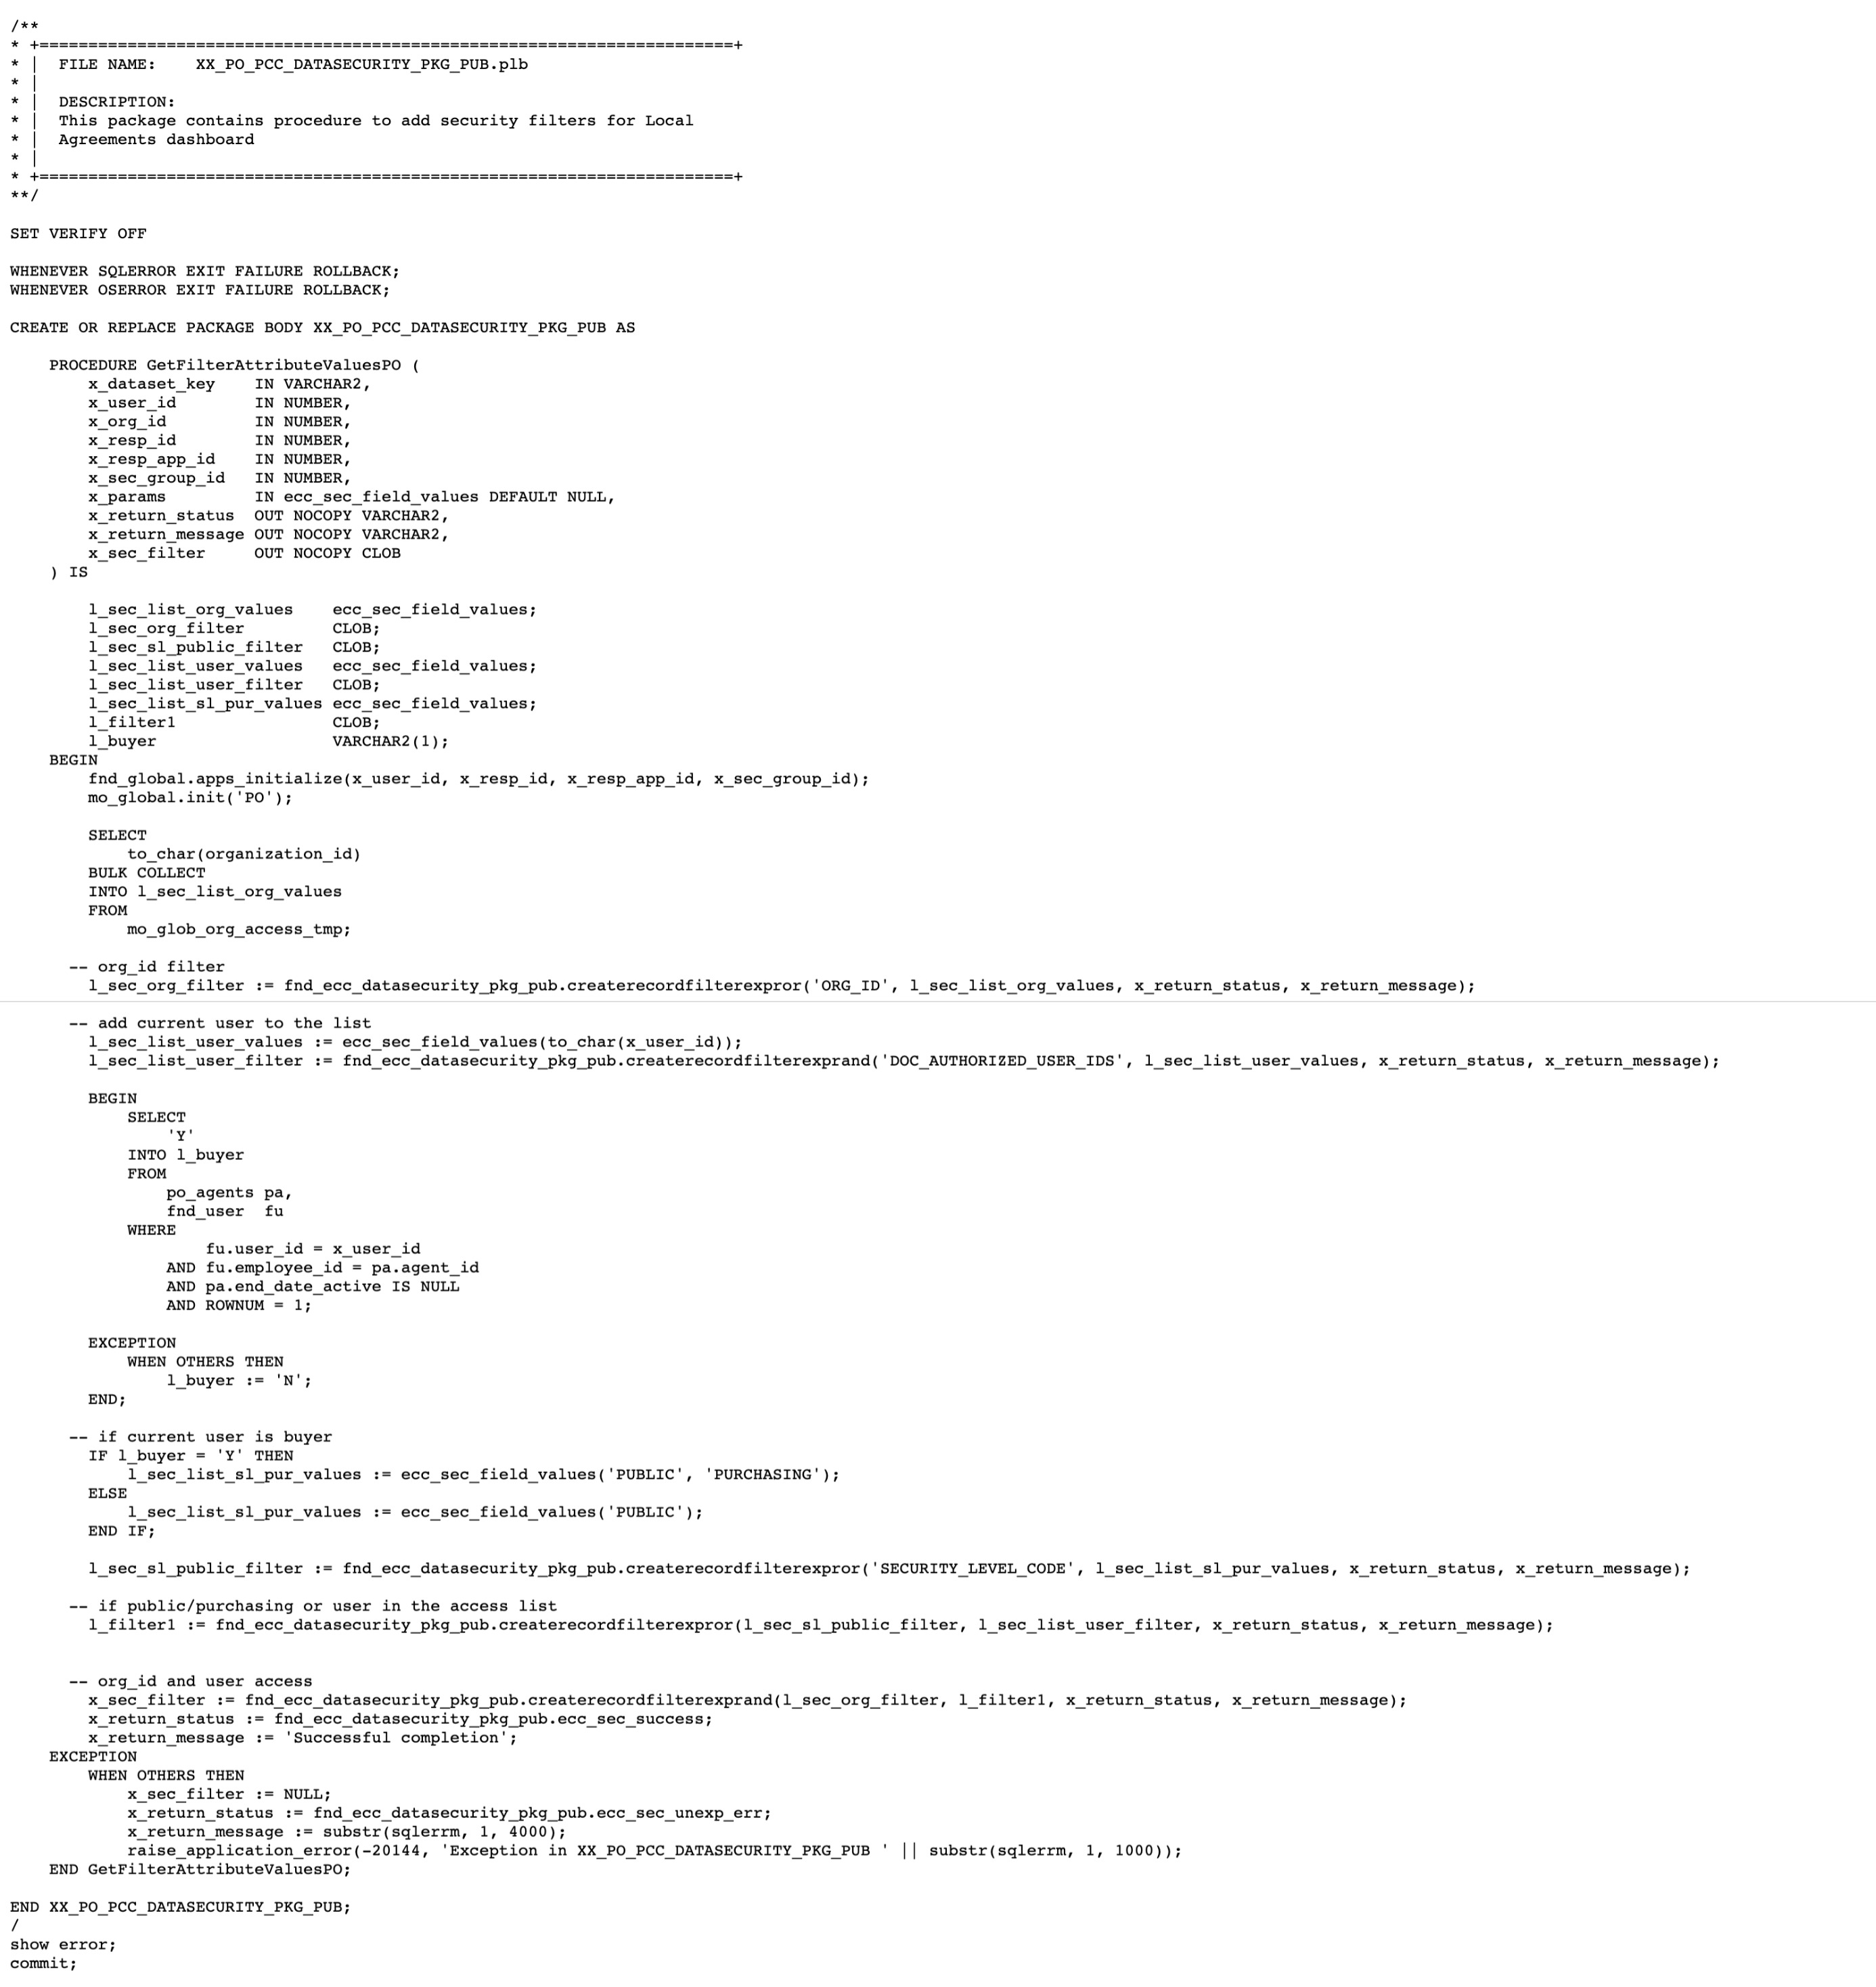 /**
* +=======================================================================+
* |  FILE NAME:    XX_PO_PCC_DATASECURITY_PKG_PUB.plb
* |
* |  DESCRIPTION:
* |  This package contains procedure to add security filters for Local
* |  Agreements dashboard
* |
* +=======================================================================+
**/

SET VERIFY OFF

WHENEVER SQLERROR EXIT FAILURE ROLLBACK;
WHENEVER OSERROR EXIT FAILURE ROLLBACK;

CREATE OR REPLACE PACKAGE BODY XX_PO_PCC_DATASECURITY_PKG_PUB AS

    PROCEDURE GetFilterAttributeValuesPO (
        x_dataset_key    IN VARCHAR2,
        x_user_id        IN NUMBER,
        x_org_id         IN NUMBER,
        x_resp_id        IN NUMBER,
        x_resp_app_id    IN NUMBER,
        x_sec_group_id   IN NUMBER,
        x_params         IN ecc_sec_field_values DEFAULT NULL,
        x_return_status  OUT NOCOPY VARCHAR2,
        x_return_message OUT NOCOPY VARCHAR2,
        x_sec_filter     OUT NOCOPY CLOB
    ) IS

        l_sec_list_org_values    ecc_sec_field_values;
        l_sec_org_filter         CLOB;
        l_sec_sl_public_filter   CLOB;
        l_sec_list_user_values   ecc_sec_field_values;
        l_sec_list_user_filter   CLOB;
        l_sec_list_sl_pur_values ecc_sec_field_values;
        l_filter1                CLOB;
        l_buyer                  VARCHAR2(1);
    BEGIN
        fnd_global.apps_initialize(x_user_id, x_resp_id, x_resp_app_id, x_sec_group_id);
        mo_global.init('PO');

        SELECT
            to_char(organization_id)
        BULK COLLECT
        INTO l_sec_list_org_values
        FROM
            mo_glob_org_access_tmp;

      -- org_id filter
        l_sec_org_filter := fnd_ecc_datasecurity_pkg_pub.createrecordfilterexpror('ORG_ID', l_sec_list_org_values, x_return_status, x_return_message);

      -- add current user to the list
        l_sec_list_user_values := ecc_sec_field_values(to_char(x_user_id));
        l_sec_list_user_filter := fnd_ecc_datasecurity_pkg_pub.createrecordfilterexprand('DOC_AUTHORIZED_USER_IDS', l_sec_list_user_values, x_return_status, x_return_message);

        BEGIN
            SELECT
                'Y'
            INTO l_buyer
            FROM
                po_agents pa,
                fnd_user  fu
            WHERE
                    fu.user_id = x_user_id
                AND fu.employee_id = pa.agent_id
                AND pa.end_date_active IS NULL
                AND ROWNUM = 1;

        EXCEPTION
            WHEN OTHERS THEN
                l_buyer := 'N';
        END;

      -- if current user is buyer
        IF l_buyer = 'Y' THEN
            l_sec_list_sl_pur_values := ecc_sec_field_values('PUBLIC', 'PURCHASING');
        ELSE
            l_sec_list_sl_pur_values := ecc_sec_field_values('PUBLIC');
        END IF;

        l_sec_sl_public_filter := fnd_ecc_datasecurity_pkg_pub.createrecordfilterexpror('SECURITY_LEVEL_CODE', l_sec_list_sl_pur_values, x_return_status, x_return_message);

      -- if public/purchasing or user in the access list
        l_filter1 := fnd_ecc_datasecurity_pkg_pub.createrecordfilterexpror(l_sec_sl_public_filter, l_sec_list_user_filter, x_return_status, x_return_message);


      -- org_id and user access
        x_sec_filter := fnd_ecc_datasecurity_pkg_pub.createrecordfilterexprand(l_sec_org_filter, l_filter1, x_return_status, x_return_message);
        x_return_status := fnd_ecc_datasecurity_pkg_pub.ecc_sec_success;
        x_return_message := 'Successful completion';
    EXCEPTION
        WHEN OTHERS THEN
            x_sec_filter := NULL;
            x_return_status := fnd_ecc_datasecurity_pkg_pub.ecc_sec_unexp_err;
            x_return_message := substr(sqlerrm, 1, 4000);
            raise_application_error(-20144, 'Exception in XX_PO_PCC_DATASECURITY_PKG_PUB ' || substr(sqlerrm, 1, 1000));
    END GetFilterAttributeValuesPO;

END XX_PO_PCC_DATASECURITY_PKG_PUB;
/
show error;
commit;